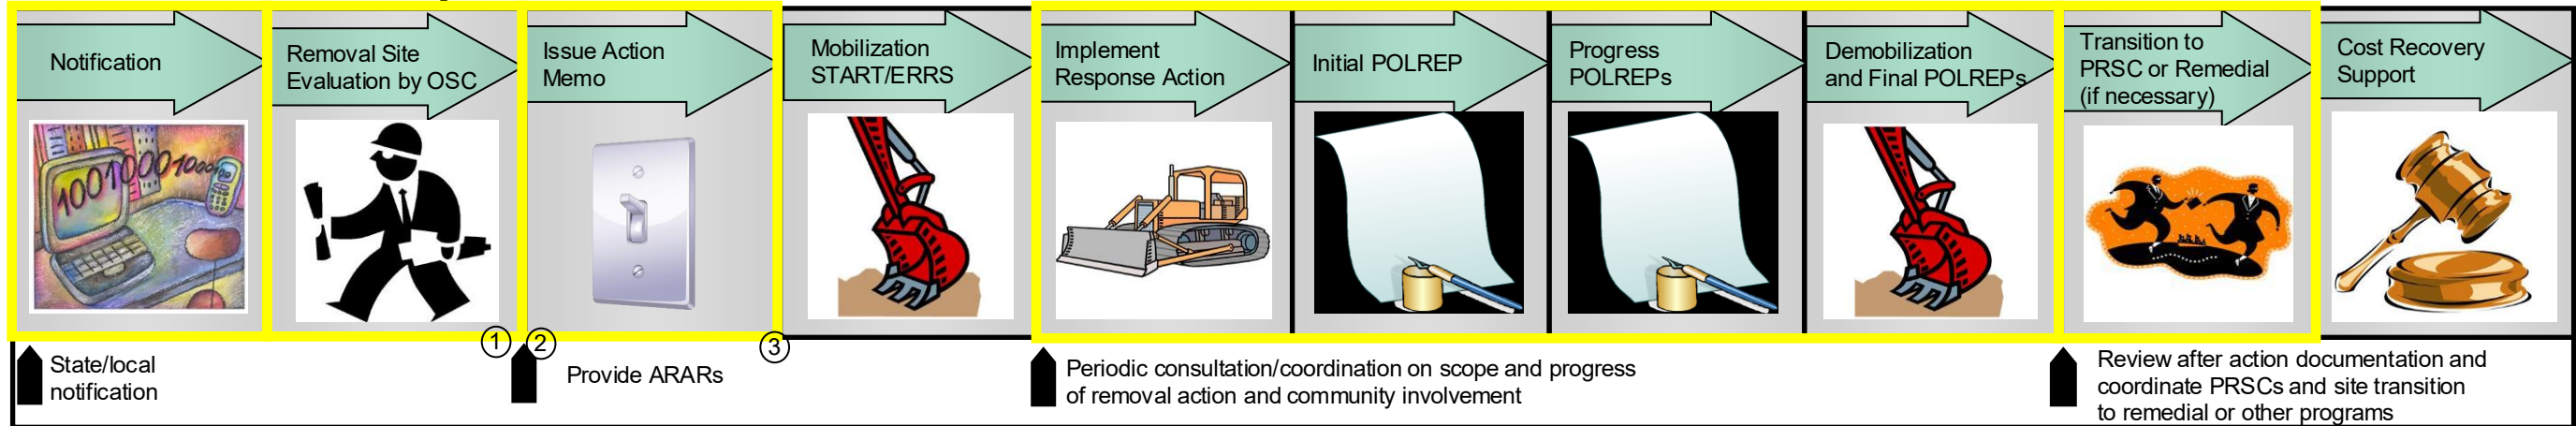 Notification
Removal Site
Evaluation by OSC
Issue Action
Memo
Mobilization
START/ERRS
Implement
Response Action
Initial POLREP
Progress
POLREPs
Demobilization
and Final POLREPs
Transition to
PRSC or Remedial
(if necessary)
Cost Recovery
Support
100 1000 1000
1
2
3
State/local
notification
Provide ARARs
Periodic consultation/coordination on scope and progress
of removal action and community involvement
Review after action documentation and
coordinate PRSCs and site transition
to remedial or other programs